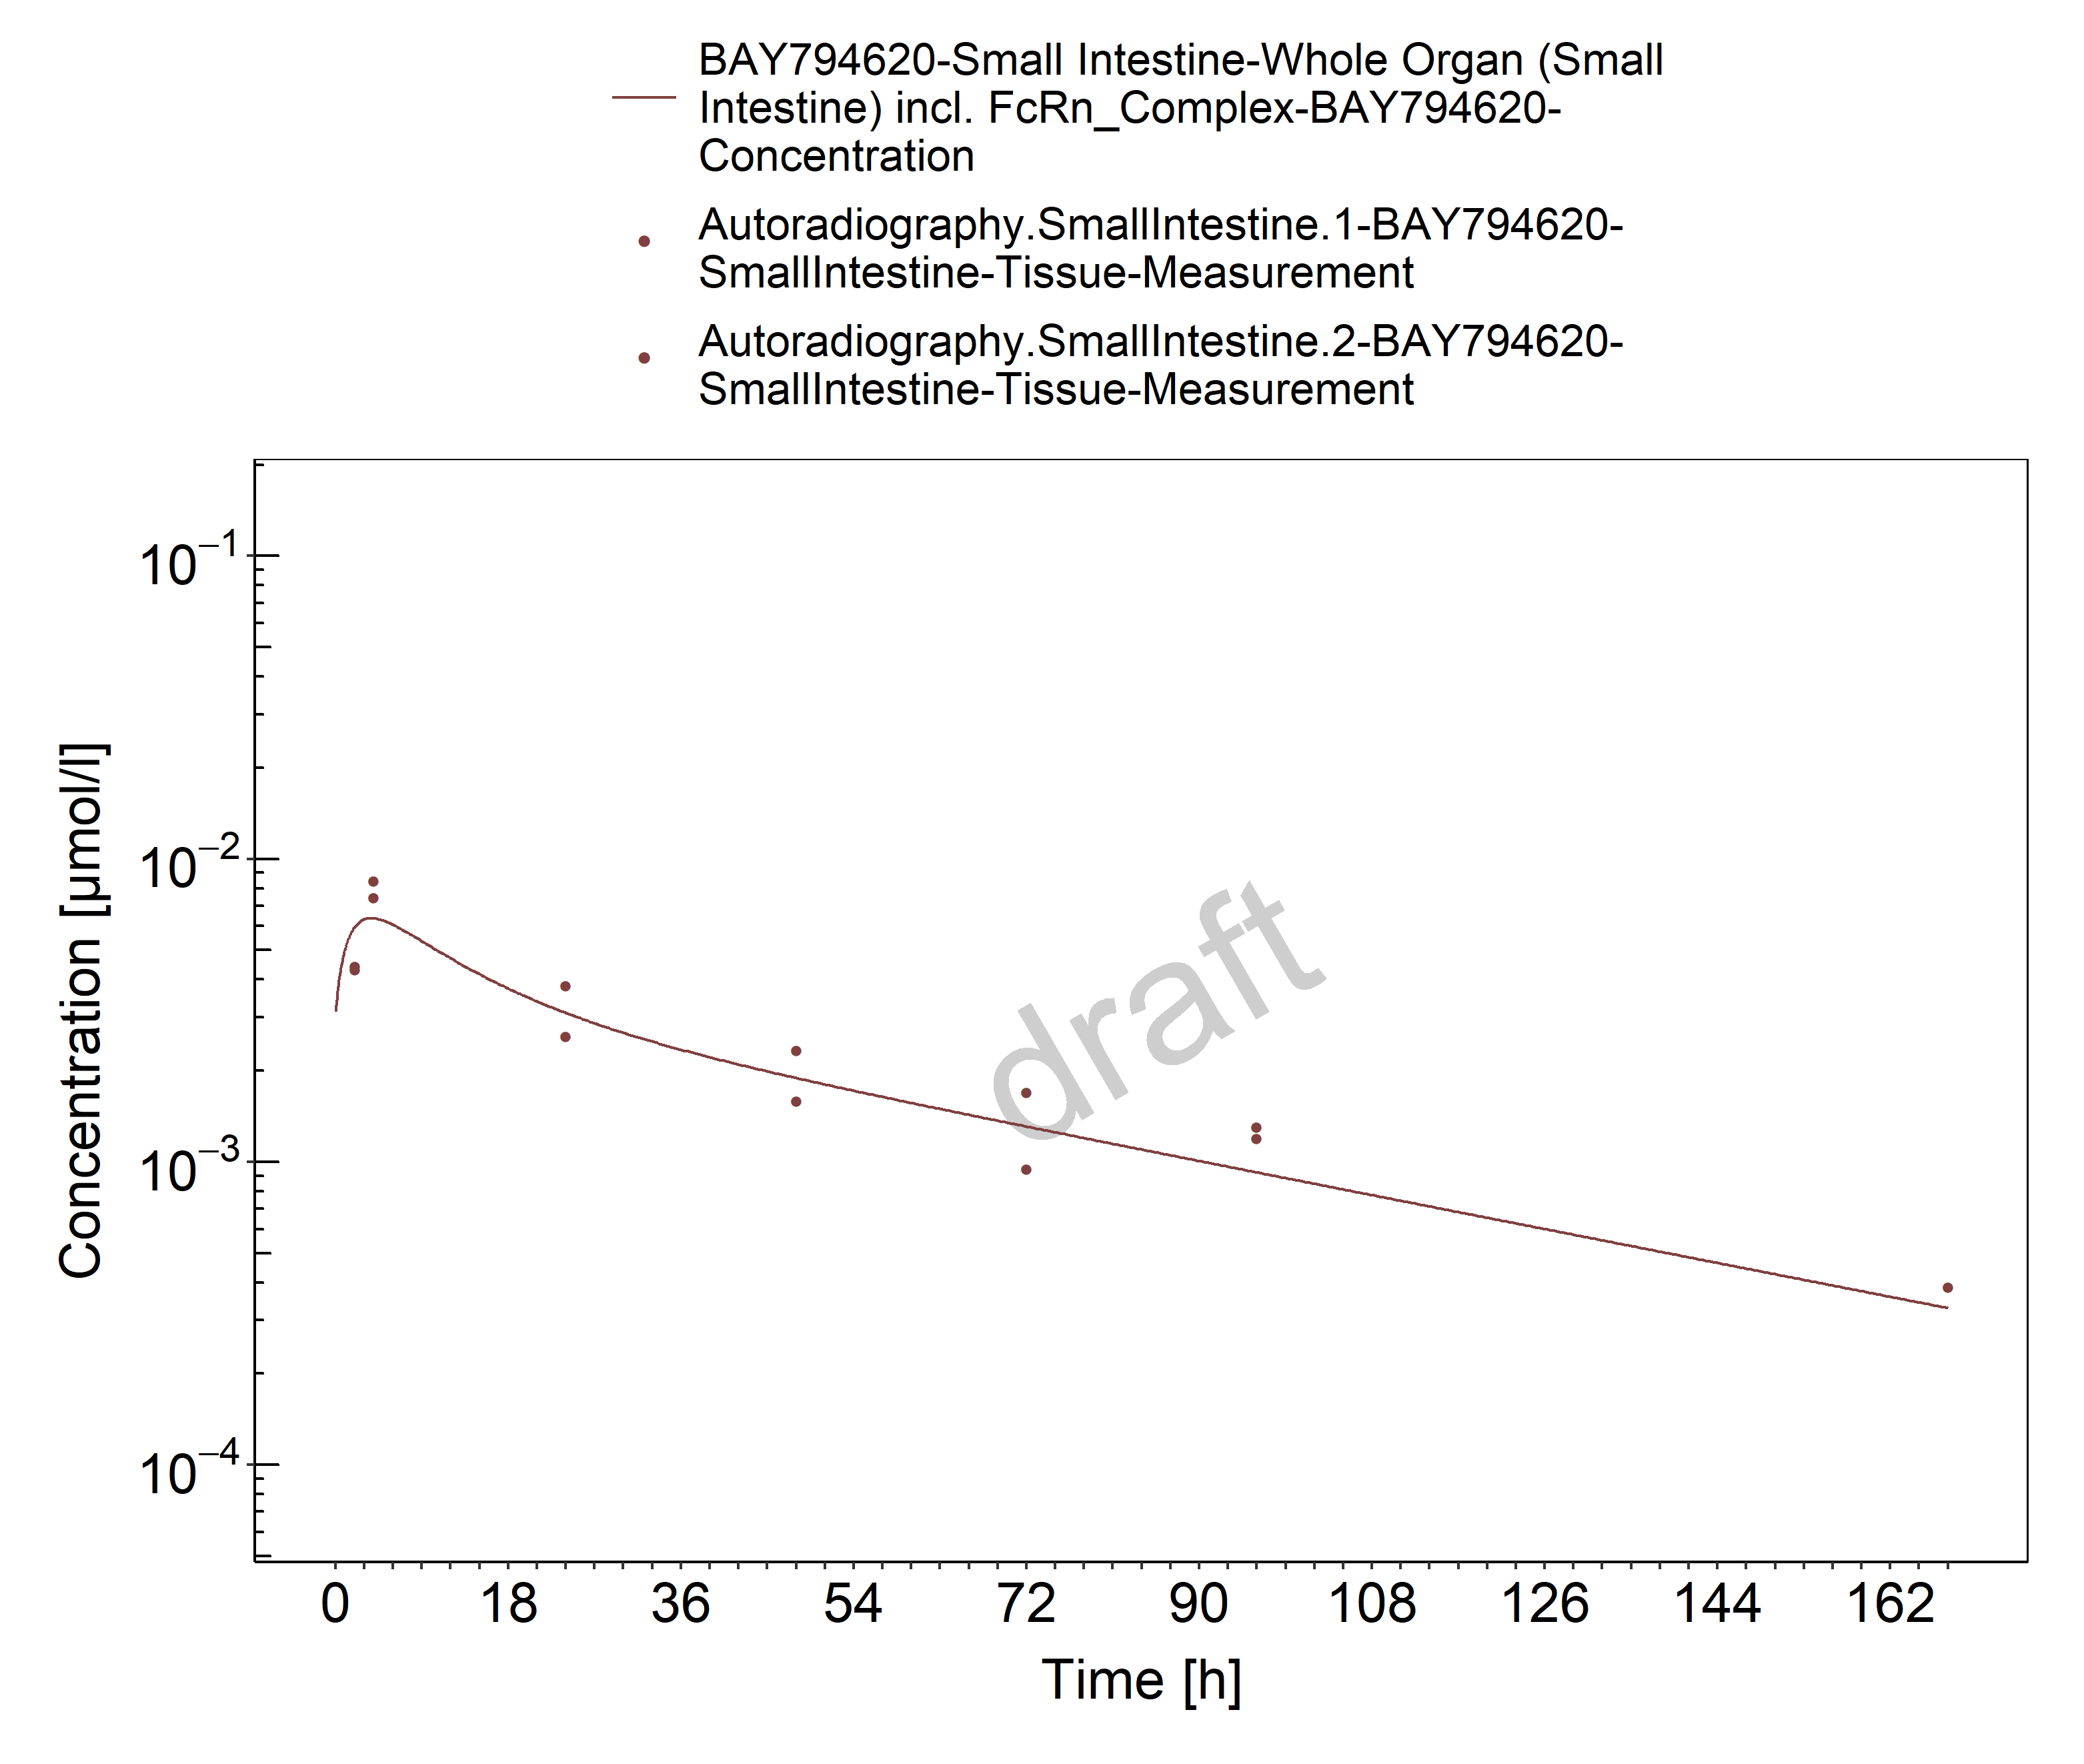 BAY794620-Small Intestine-Whole Organ (Small
Intestine) incl. FcRn_Complex-BAY794620-
Concentration
Autoradiography.SmallIntestine.1-BAY794620-
SmallIntestine-Tissue-Measurement
Autoradiography.SmallIntestine.2-BAY794620-
SmallIntestine-Tissue-Measurement
10⁻¹
10⁻²
10⁻³
10⁻⁴
Concentration [µmol/l]
draft
0 18 36 54 72 90 108 126 144 162
Time [h]